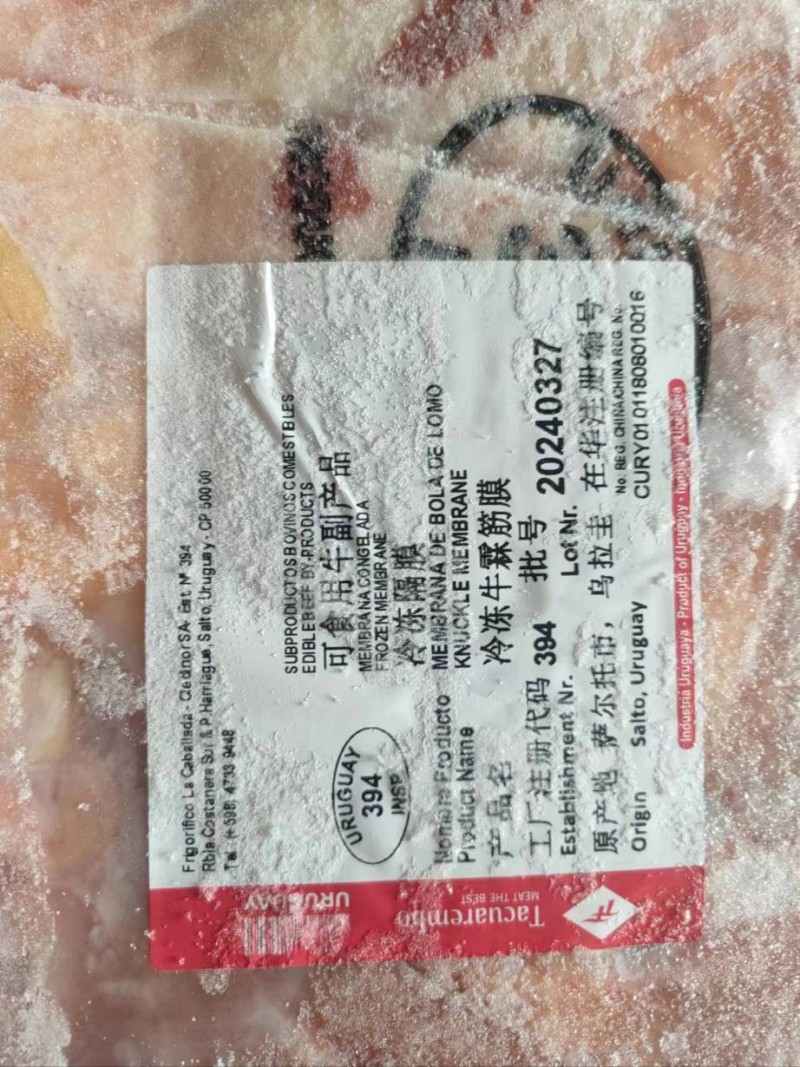 Frigorifico La Caballada - Cledinor SA - Est. Nº 394
Rbla Costanera Sur & P. Harriague, Salto, Uruguay - CP 50000
Tel. (+ 598) 4733 9448
SUBPRODUCTOS BOVINOS COMESTIBLES
EDIBLE BEEF BY-PRODUCTS
可食用牛副产品
MEMBRANA CONGELADA
FROZEN MEMBRANE
冷冻隔膜
URUGUAY
394
INSP
Nombre Producto MEMBRANA DE BOLA DE LOMO
Product Name KNUCKLE MEMBRANE
产品名 冷冻牛霖筋膜
工厂注册代码 394 批号 20240327
Establishment Nr. Lot Nr.
原产地 萨尔托市，乌拉圭 在华注册编号
No. REG. CHINA/CHINA REG. Nr.
Origin Salto, Uruguay CURY01011808010016
Industria Uruguaya - Product of Uruguay -
Tacuarembo
MEAT THE BEST
URUGUAY